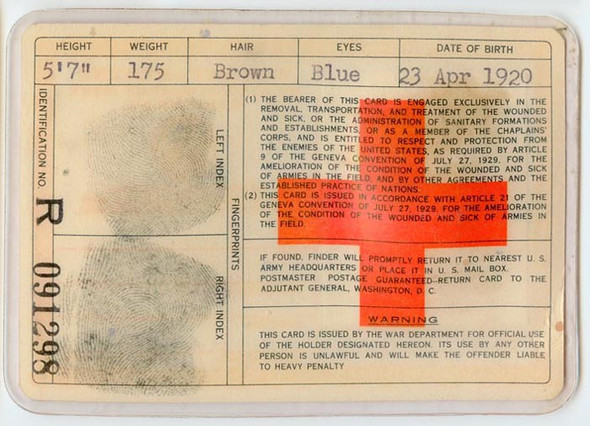 HEIGHT WEIGHT HAIR EYES DATE OF BIRTH
5'7" 175 Brown Blue 23 Apr 1920
IDENTIFICATION NO.
R 091298
LEFT INDEX
FINGERPRINTS
RIGHT INDEX
(1) THE BEARER OF THIS CARD IS ENGAGED EXCLUSIVELY IN THE
REMOVAL, TRANSPORTATION, AND TREATMENT OF THE WOUNDED
AND SICK, OR THE ADMINISTRATION OF SANITARY FORMATIONS
AND ESTABLISHMENTS, OR AS A MEMBER OF THE CHAPLAINS'
CORPS, AND IS ENTITLED TO RESPECT AND PROTECTION FROM
THE ENEMIES OF THE UNITED STATES, AS REQUIRED BY ARTICLE
9 OF THE GENEVA CONVENTION OF JULY 27, 1929, FOR THE
AMELIORATION OF THE CONDITION OF THE WOUNDED AND SICK
OF ARMIES IN THE FIELD, AND BY OTHER AGREEMENTS AND THE
ESTABLISHED PRACTICE OF NATIONS.
(2) THIS CARD IS ISSUED IN ACCORDANCE WITH ARTICLE 21 OF THE
GENEVA CONVENTION OF JULY 27, 1929, FOR THE AMELIORATION
OF THE CONDITION OF THE WOUNDED AND SICK OF ARMIES IN
THE FIELD.
IF FOUND, FINDER WILL PROMPTLY RETURN IT TO NEAREST U. S.
ARMY HEADQUARTERS OR PLACE IT IN U. S. MAIL BOX.
POSTMASTER POSTAGE GUARANTEED—RETURN CARD TO THE
ADJUTANT GENERAL, WASHINGTON, D. C.
WARNING
THIS CARD IS ISSUED BY THE WAR DEPARTMENT FOR OFFICIAL USE
OF THE HOLDER DESIGNATED HEREON. ITS USE BY ANY OTHER
PERSON IS UNLAWFUL AND WILL MAKE THE OFFENDER LIABLE
TO HEAVY PENALTY